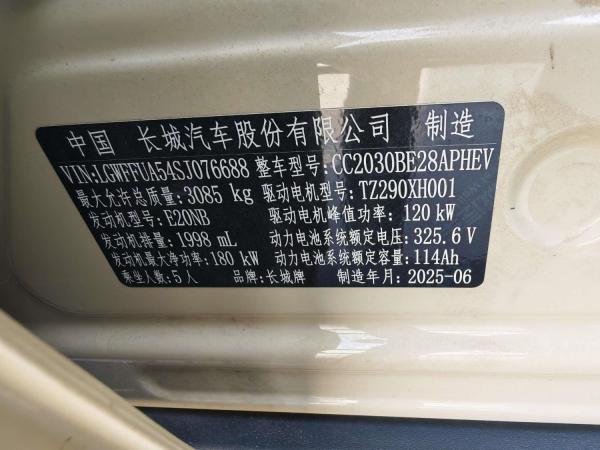 中国 长城汽车股份有限公司 制造
VIN:LGWFFUA54SJ076688 整车型号:CC2030BE28APHEV
最大允许总质量: 3085 kg 驱动电机型号:TZ290XH001
发动机型号: E20NB 驱动电机峰值功率: 120 kW
发动机排量: 1998 mL 动力电池系统额定电压: 325.6 V
发动机最大净功率: 180 kW 动力电池系统额定容量: 114Ah
乘坐人数: 5 人 品牌: 长城牌 制造年月: 2025-06